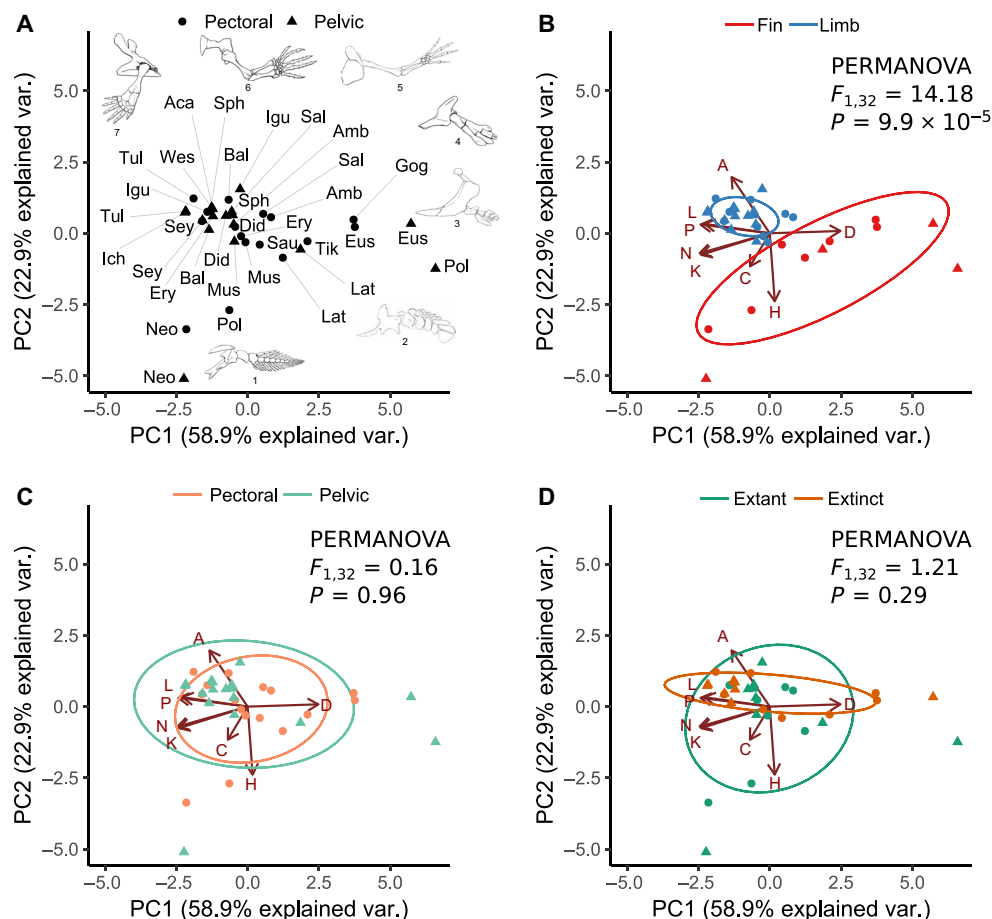 A
Pectoral Pelvic
PC2 (22.9% explained var.)
5.0
2.5
0.0
−2.5
−5.0
−5.0 −2.5 0.0 2.5 5.0
PC1 (58.9% explained var.)
7
6
5
4
3
2
1
Aca Sph Igu Sal Amb
Tul Wes Bal Sal Gog
Igu Sph Amb
Tul Sey Did Ery Eus Eus
Ich Sau Tik Pol
Sey Did Mus
Ery Bal Mus Lat
Neo Pol Lat
Neo
B
Fin Limb
PERMANOVA
F1,32 = 14.18
P = 9.9 × 10−5
PC2 (22.9% explained var.)
5.0
2.5
0.0
−2.5
−5.0
A
L
P
N
K
C
H
D
−5.0 −2.5 0.0 2.5 5.0
PC1 (58.9% explained var.)
C
Pectoral Pelvic
PERMANOVA
F1,32 = 0.16
P = 0.96
PC2 (22.9% explained var.)
5.0
2.5
0.0
−2.5
−5.0
A
L
P
N
K
C
H
D
−5.0 −2.5 0.0 2.5 5.0
PC1 (58.9% explained var.)
D
Extant Extinct
PERMANOVA
F1,32 = 1.21
P = 0.29
PC2 (22.9% explained var.)
5.0
2.5
0.0
−2.5
−5.0
A
L
P
N
K
C
H
D
−5.0 −2.5 0.0 2.5 5.0
PC1 (58.9% explained var.)